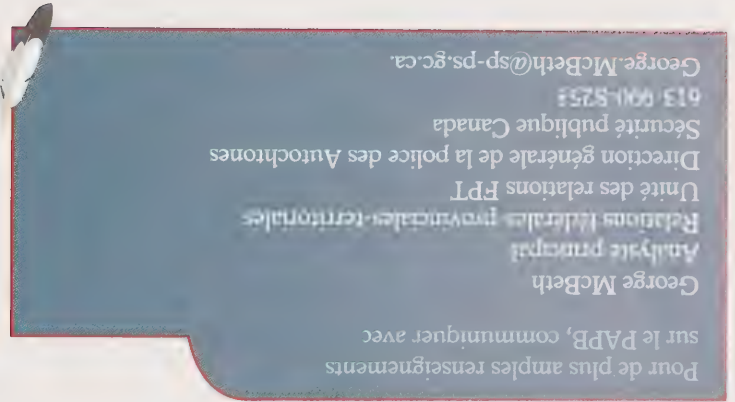 Pour de plus amples renseignements
sur le PAPB, communiquer avec
George McBeth
Analyste principal
Relations fédérales-provinciales-territoriales
Unité des relations FPT
Direction générale de la police des Autochtones
Sécurité publique Canada
613-990-8253
George.McBeth@sp-ps.gc.ca.